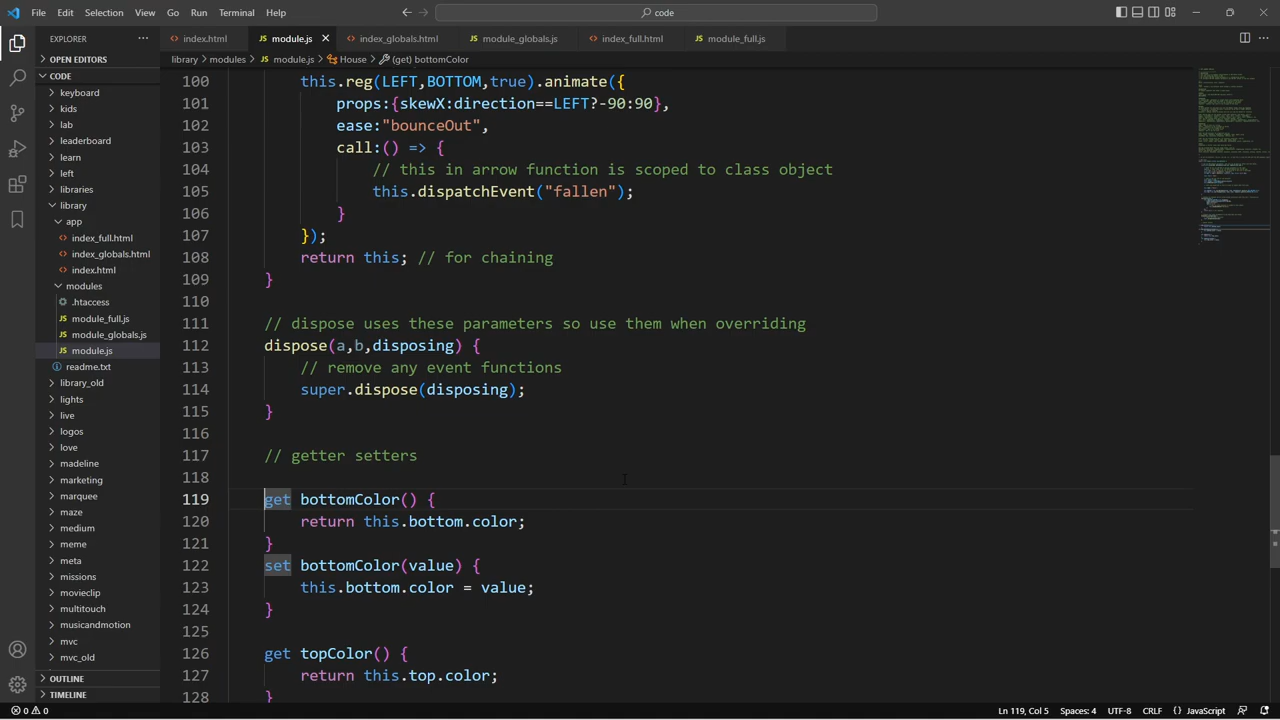 File Edit Selection View Go Run Terminal Help
code
EXPLORER
index.html
module.js
index_globals.html
module_globals.js
index_full.html
module_full.js
OPEN EDITORS
library > modules > module.js > House > (get) bottomColor
CODE
keyboard
kids
lab
leaderboard
learn
left
libraries
library
app
index_full.html
index_globals.html
index.html
modules
.htaccess
module_full.js
module_globals.js
module.js
readme.txt
library_old
lights
live
logos
love
madeline
marketing
marquee
maze
medium
meme
meta
missions
movieclip
multitouch
musicandmotion
mvc
mvc_old
OUTLINE
TIMELINE
100 this.reg(LEFT,BOTTOM,true).animate({
101 props:{skewX:direction==LEFT?-90:90},
102 ease:"bounceOut",
103 call:() => {
104 // this in arrow function is scoped to class object
105 this.dispatchEvent("fallen");
106 }
107 });
108 return this; // for chaining
109 }
110
111 // dispose uses these parameters so use them when overriding
112 dispose(a,b,disposing) {
113 // remove any event functions
114 super.dispose(disposing);
115 }
116
117 // getter setters
118
119 get bottomColor() {
120 return this.bottom.color;
121 }
122 set bottomColor(value) {
123 this.bottom.color = value;
124 }
125
126 get topColor() {
127 return this.top.color;
128 }
0 0
Ln 119, Col 5 Spaces: 4 UTF-8 CRLF {} JavaScript